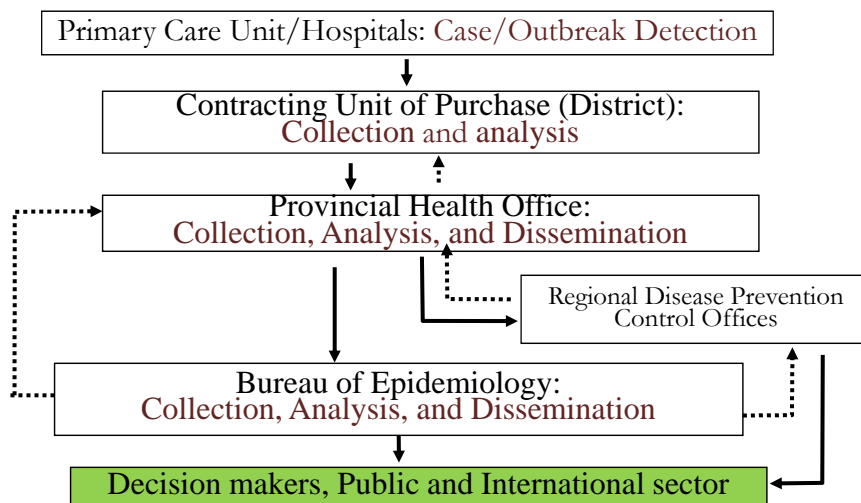 Primary Care Unit/Hospitals: Case/Outbreak Detection
Contracting Unit of Purchase (District):
Collection and analysis
Provincial Health Office:
Collection, Analysis, and Dissemination
Regional Disease Prevention
Control Offices
Bureau of Epidemiology:
Collection, Analysis, and Dissemination
Decision makers, Public and International sector